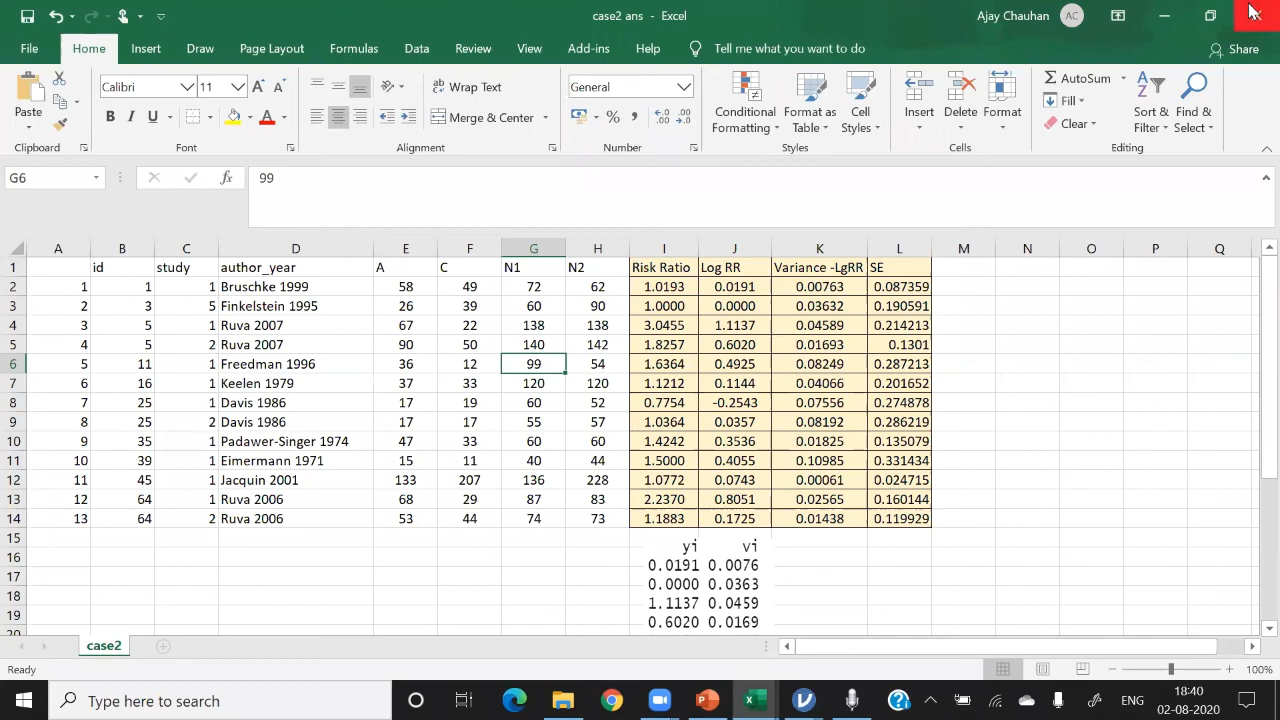 case2 ans - Excel
Ajay Chauhan AC
File Home Insert Draw Page Layout Formulas Data Review View Add-ins Help Tell me what you want to do Share
Paste
Calibri 11
B I U
Wrap Text
Merge & Center
General
Conditional Formatting
Format as Table
Cell Styles
Insert Delete Format
AutoSum
Fill
Clear
Sort & Filter
Find & Select
Clipboard Font Alignment Number Styles Cells Editing
G6 fx 99
A B C D E F G H I J K L M N O P Q
1 id study author_year A C N1 N2 Risk Ratio Log RR Variance -LgRR SE
2 1 1 1 Bruschke 1999 58 49 72 62 1.0193 0.0191 0.00763 0.087359
3 2 3 5 Finkelstein 1995 26 39 60 90 1.0000 0.0000 0.03632 0.190591
4 3 5 1 Ruva 2007 67 22 138 138 3.0455 1.1137 0.04589 0.214213
5 4 5 2 Ruva 2007 90 50 140 142 1.8257 0.6020 0.01693 0.1301
6 5 11 1 Freedman 1996 36 12 99 54 1.6364 0.4925 0.08249 0.287213
7 6 16 1 Keelen 1979 37 33 120 120 1.1212 0.1144 0.04066 0.201652
8 7 25 1 Davis 1986 17 19 60 52 0.7754 -0.2543 0.07556 0.274878
9 8 25 2 Davis 1986 17 17 55 57 1.0364 0.0357 0.08192 0.286219
10 9 35 1 Padawer-Singer 1974 47 33 60 60 1.4242 0.3536 0.01825 0.135079
11 10 39 1 Eimermann 1971 15 11 40 44 1.5000 0.4055 0.10985 0.331434
12 11 45 1 Jacquin 2001 133 207 136 228 1.0772 0.0743 0.00061 0.024715
13 12 64 1 Ruva 2006 68 29 87 83 2.2370 0.8051 0.02565 0.160144
14 13 64 2 Ruva 2006 53 44 74 73 1.1883 0.1725 0.01438 0.119929
15
16 yi vi
17 0.0191 0.0076
18 0.0000 0.0363
19 1.1137 0.0459
20 0.6020 0.0169
case2
Ready 100%
Type here to search
ENG
18:40
02-08-2020